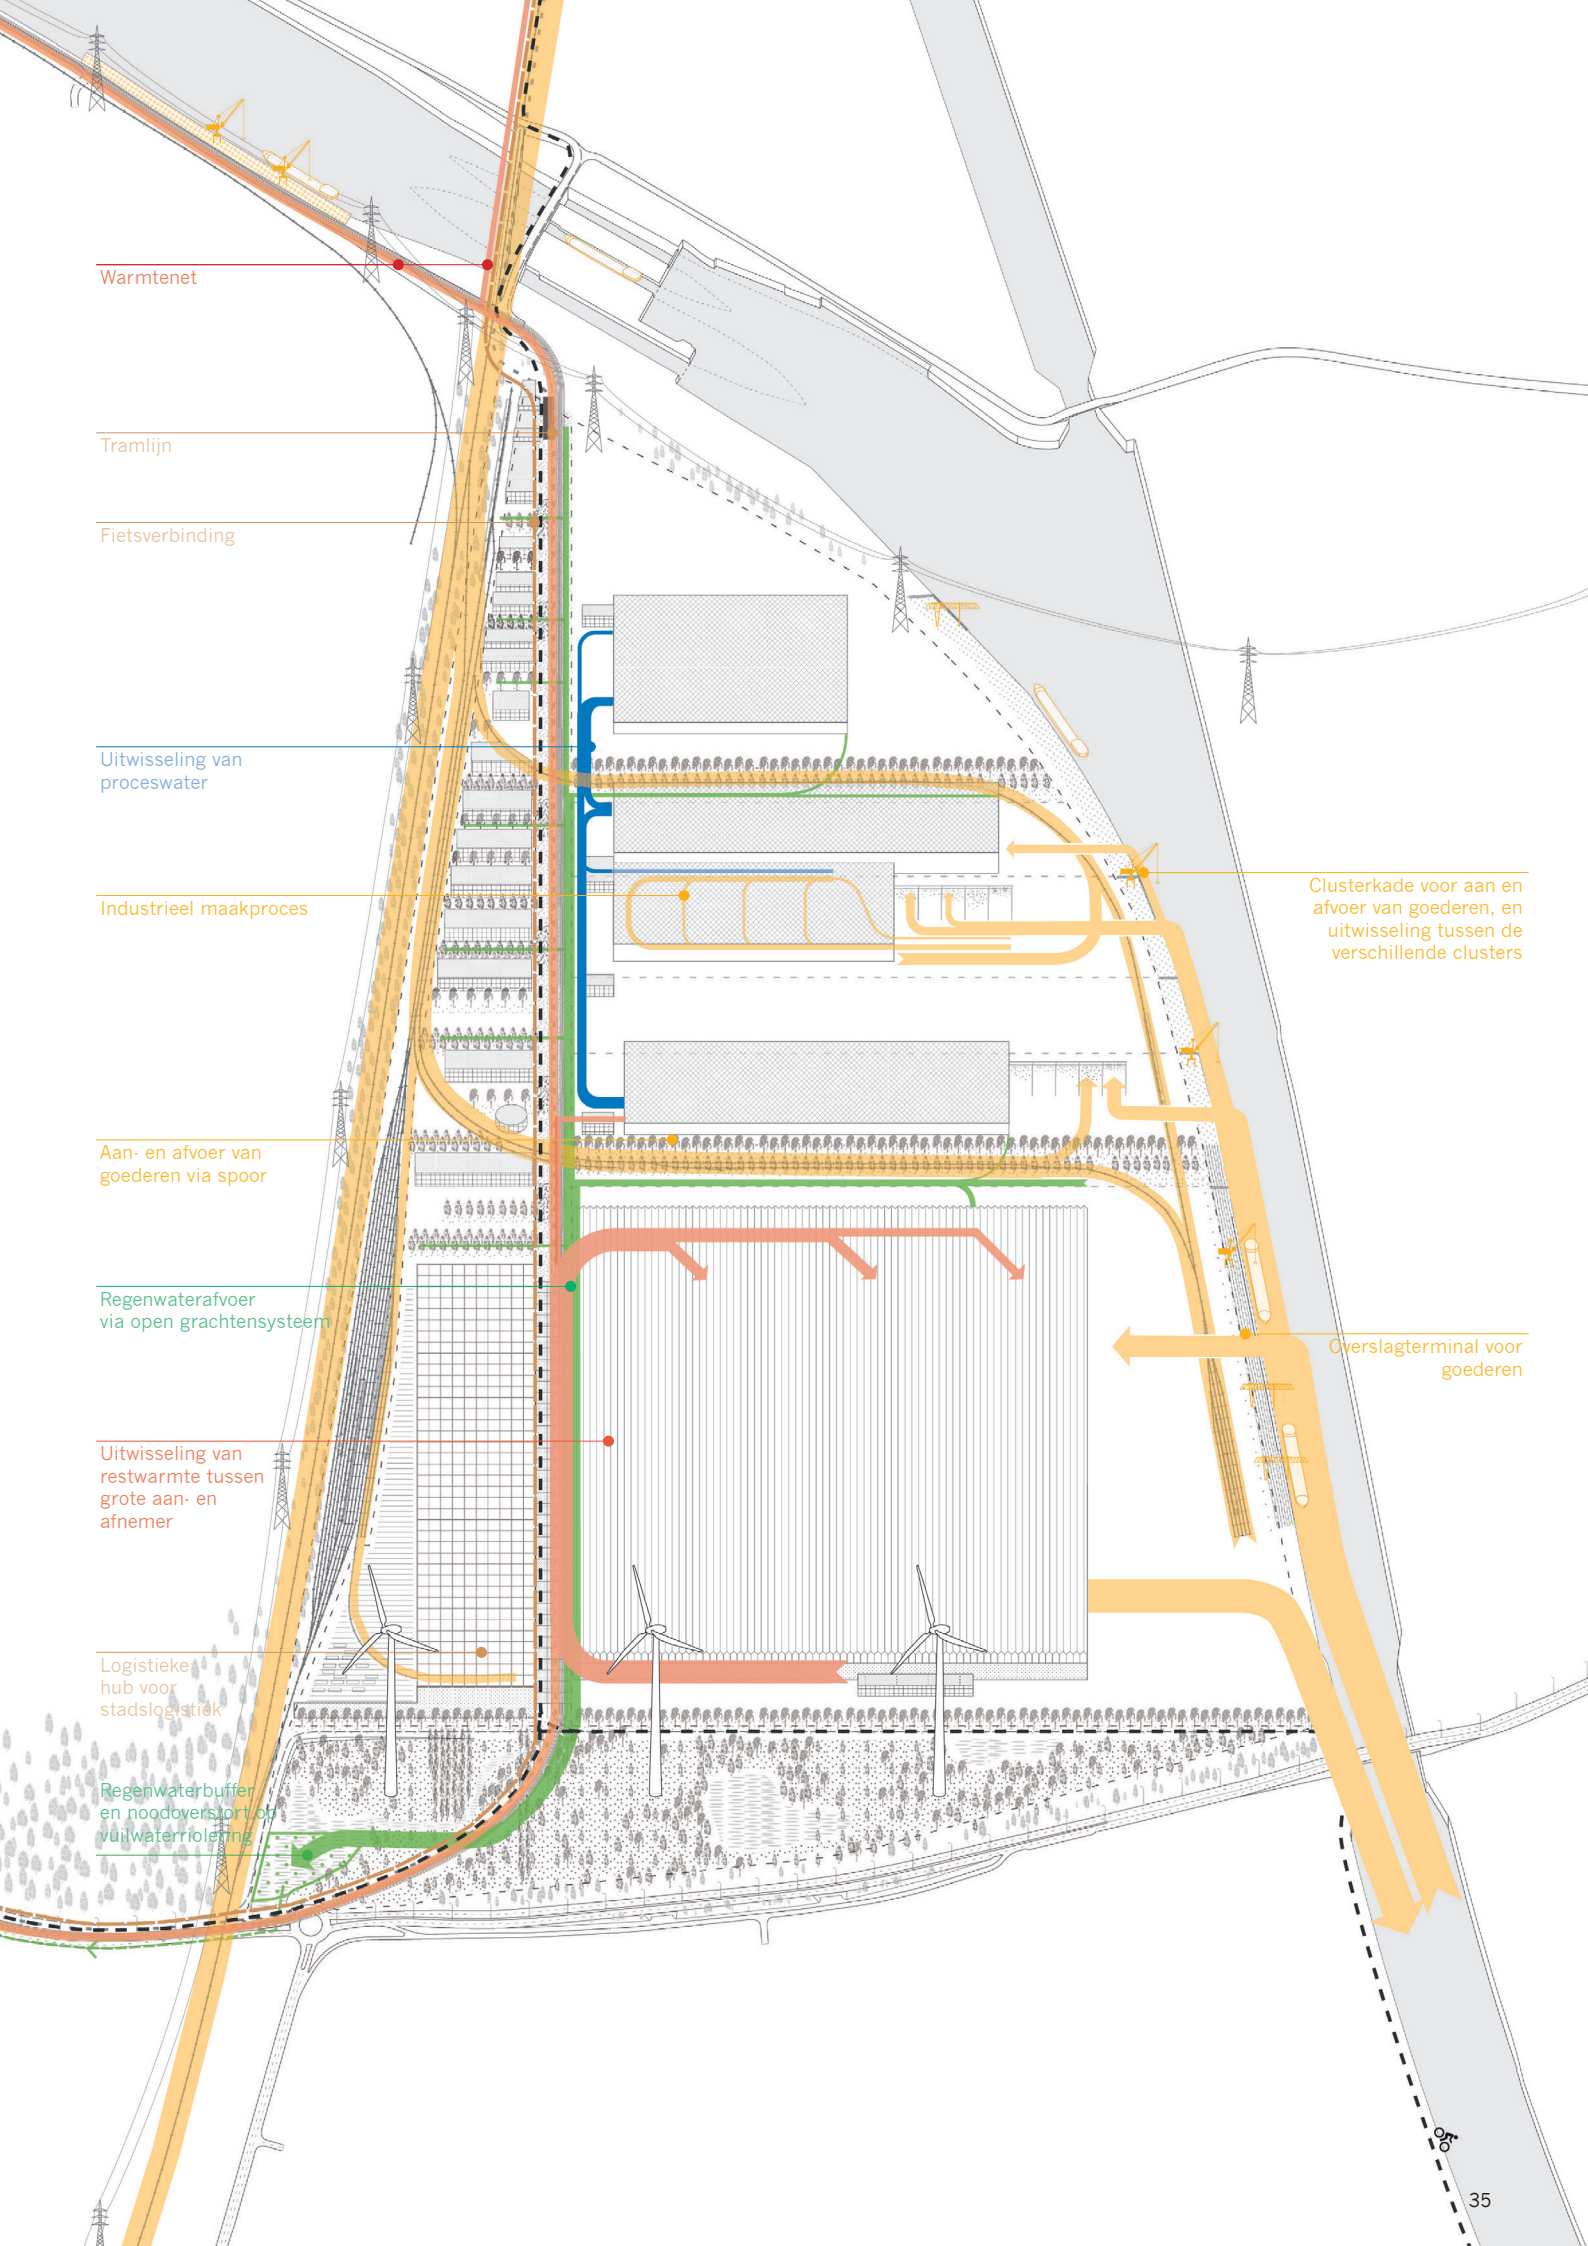 Warmtenet
Tramlijn
Fietsverbinding
Uitwisseling van
proceswater
Industrieel maakproces
Clusterkade voor aan en
afvoer van goederen, en
uitwisseling tussen de
verschillende clusters
Aan- en afvoer van
goederen via spoor
Regenwaterafvoer
via open grachtensysteem
Overslagterminal voor
goederen
Uitwisseling van
restwarmte tussen
grote aan- en
afnemer
Logistieke
hub voor
stadslogistiek
Regenwaterbuffer
en noodoverstort op
vuilwaterriolering
35